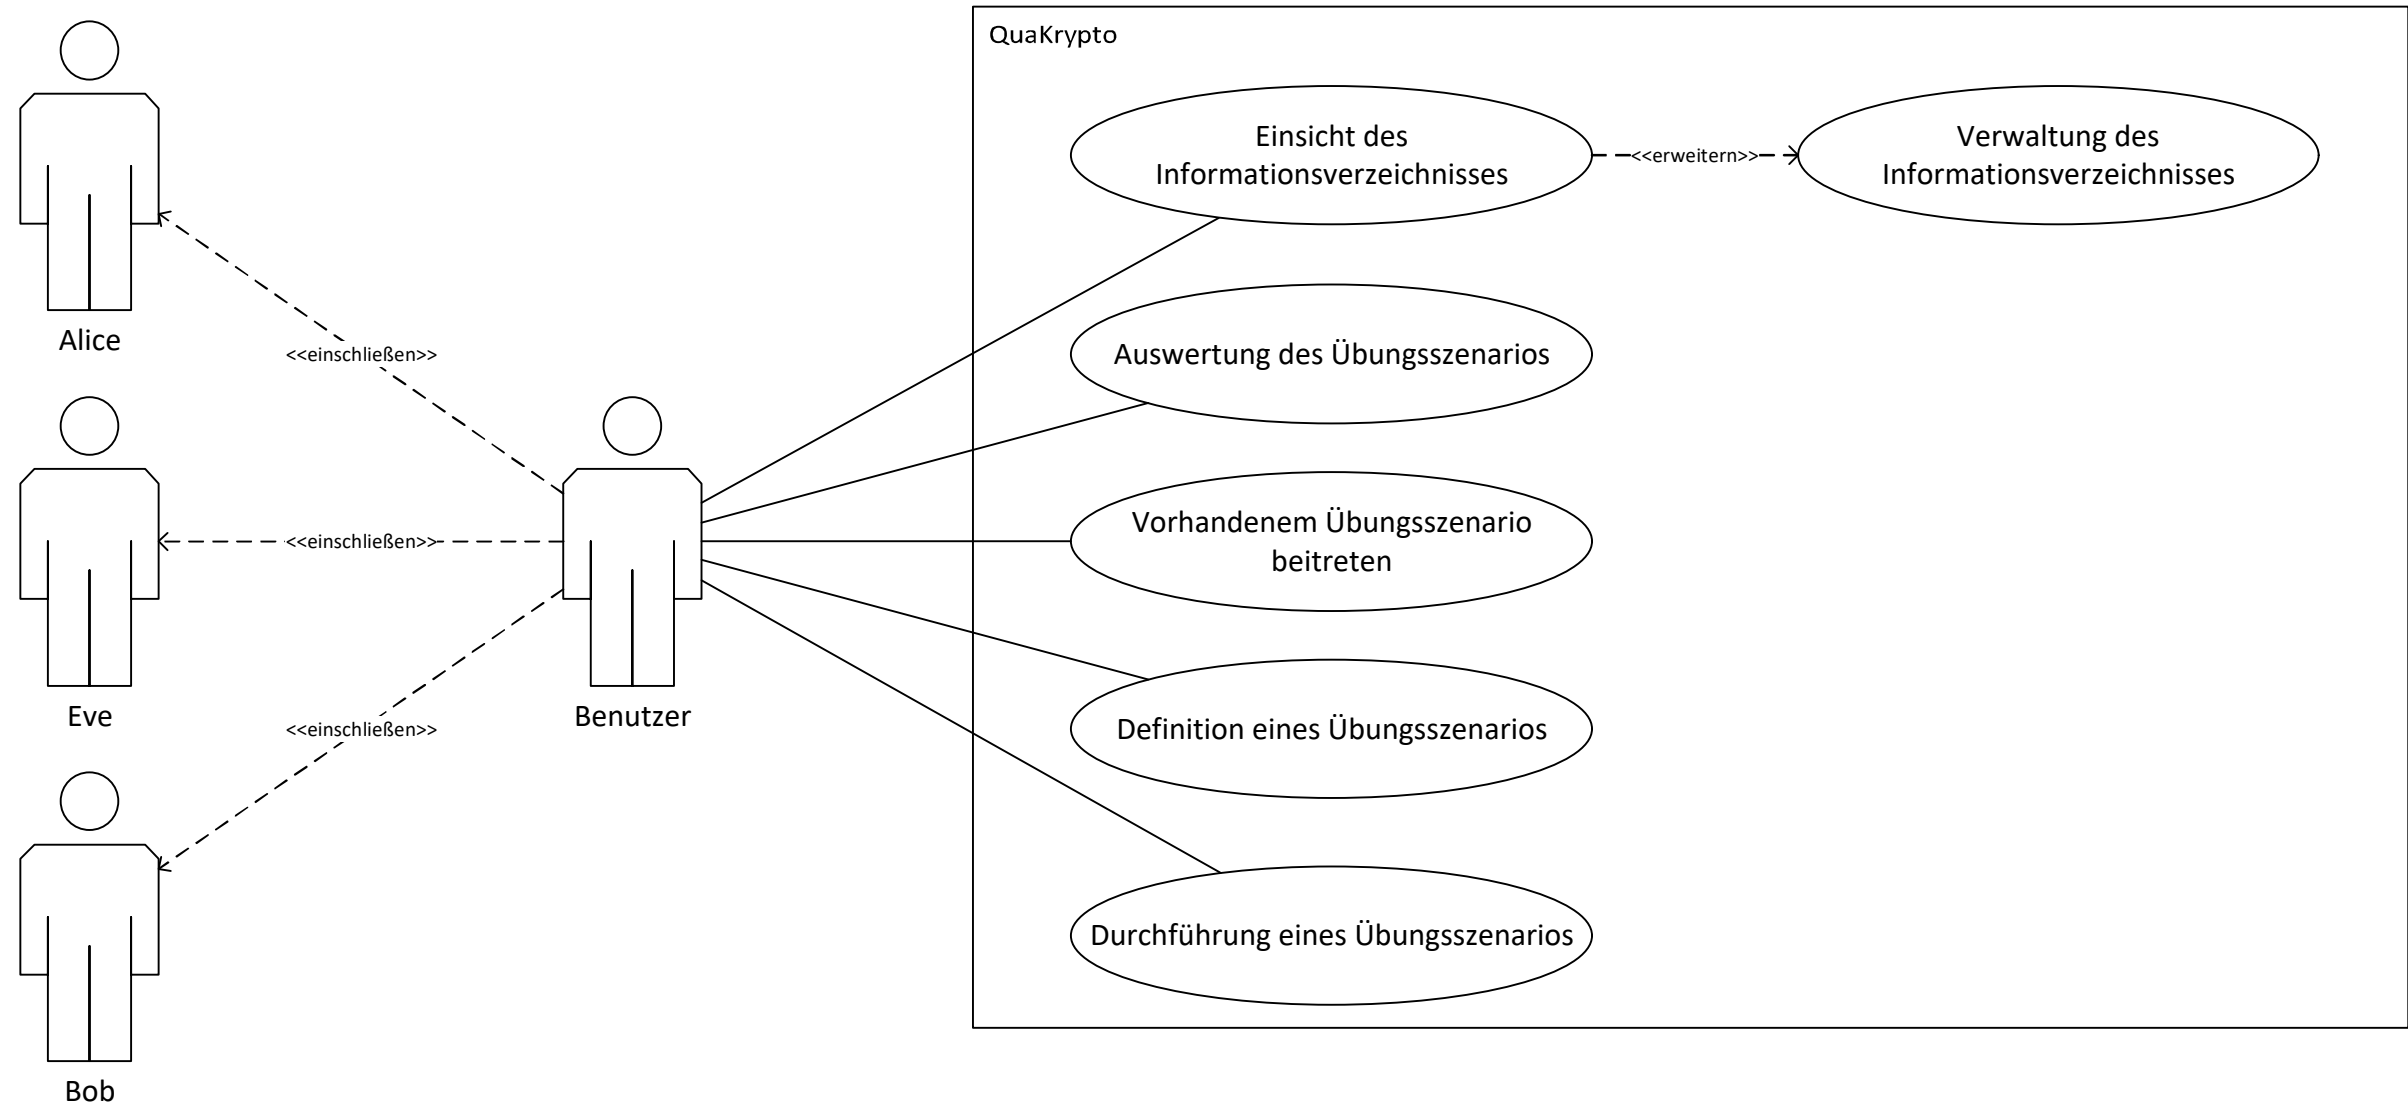 QuaKrypto
Einsicht des
Informationsverzeichnisses
<<erweitern>>
Verwaltung des
Informationsverzeichnisses
Alice
<<einschließen>>
Auswertung des Übungsszenarios
Vorhandenem Übungsszenario
beitreten
<<einschließen>>
Eve
Benutzer
<<einschließen>>
Definition eines Übungsszenarios
Durchführung eines Übungsszenarios
Bob